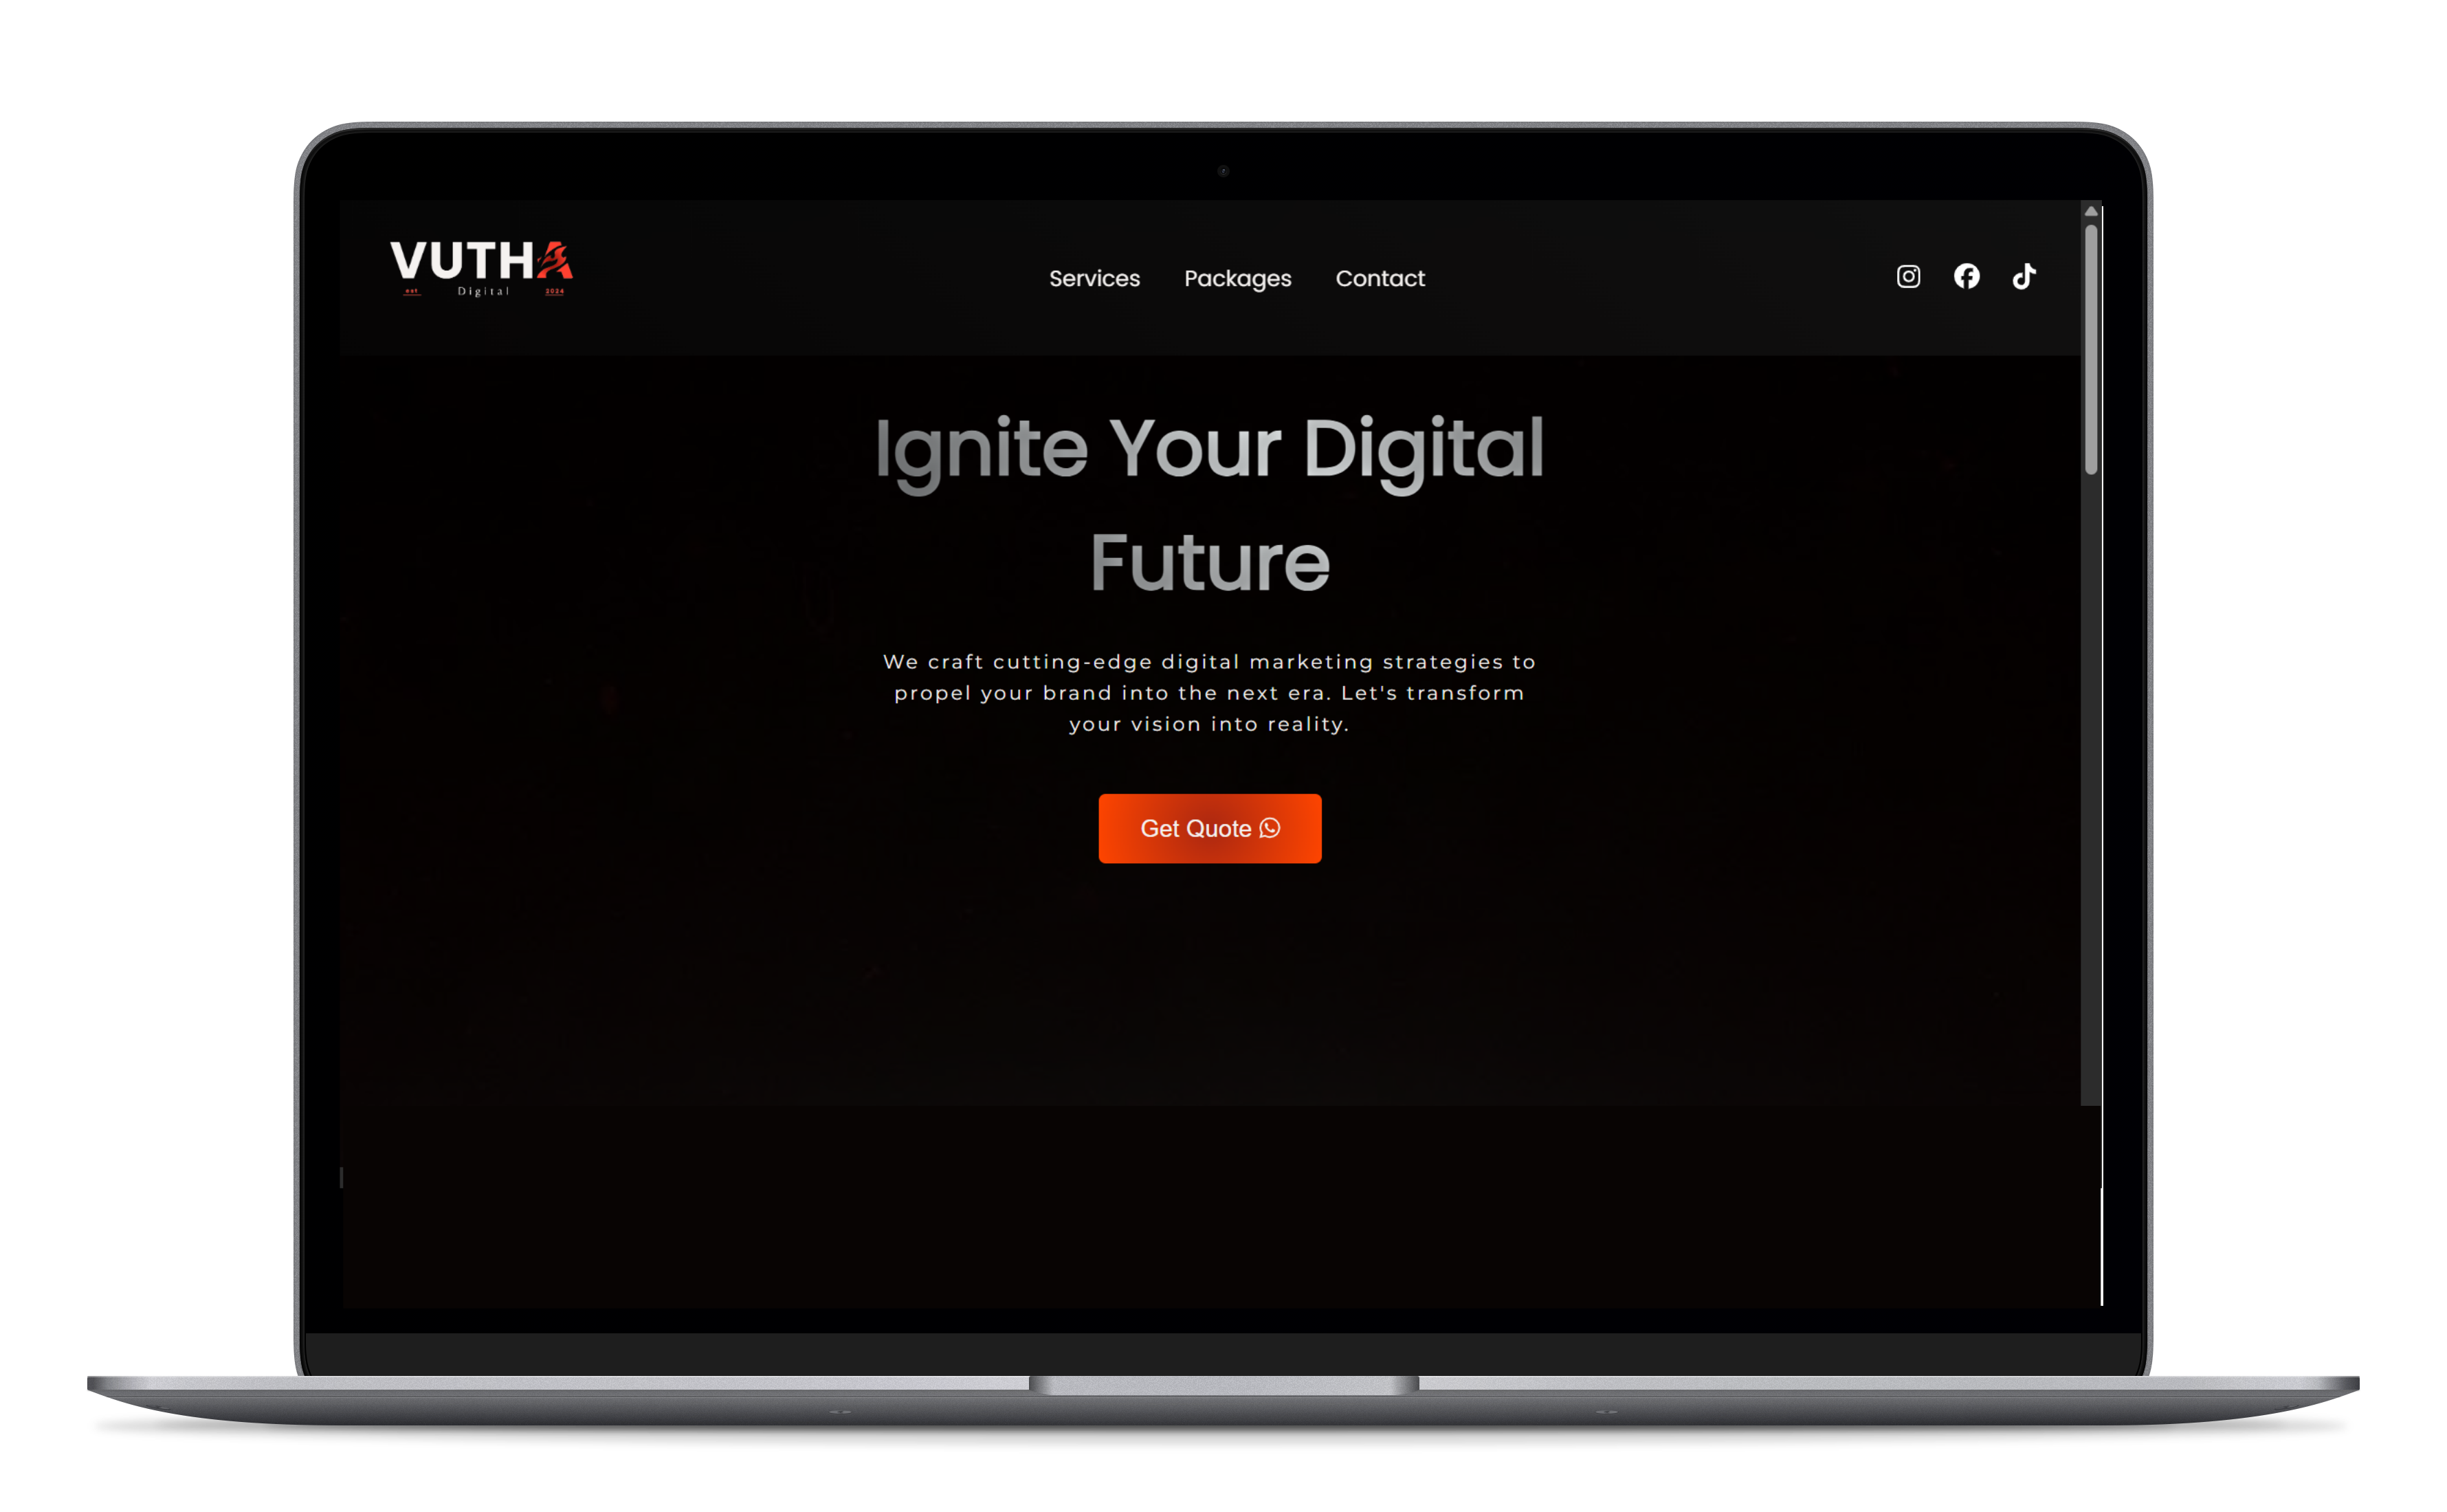 VUTHA
est Digital 2024
Services Packages Contact
Ignite Your Digital
Future
We craft cutting-edge digital marketing strategies to
propel your brand into the next era. Let's transform
your vision into reality.
Get Quote